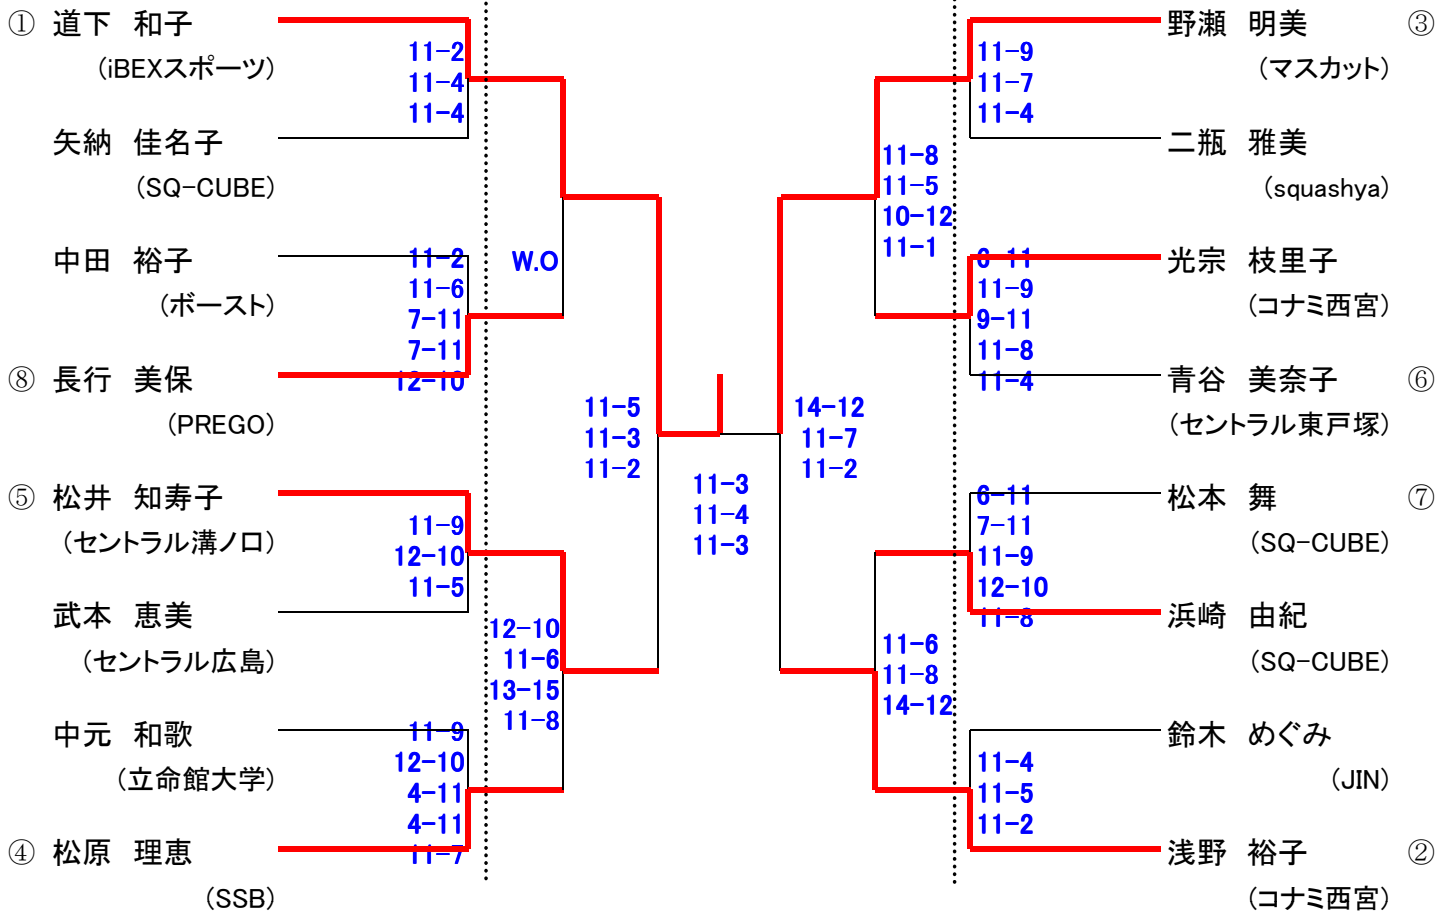 ① 道下 和子
(iBEXスポーツ)
11-2
11-4
11-4
矢納 佳名子
(SQ-CUBE)
中田 裕子
(ボースト)
11-2
11-6
7-11
7-11
12-10
⑧ 長行 美保
(PREGO)
W.O
⑤ 松井 知寿子
(セントラル溝ノ口)
11-9
12-10
11-5
武本 恵美
(セントラル広島)
12-10
11-6
13-15
11-8
中元 和歌
(立命館大学)
11-9
12-10
4-11
4-11
11-7
④ 松原 理恵
(SSB)
11-5
11-3
11-2
11-3
11-4
11-3
14-12
11-7
11-2
野瀬 明美 ③
(マスカット)
11-9
11-7
11-4
二瓶 雅美
(squashya)
11-8
11-5
10-12
11-1
光宗 枝里子
(コナミ西宮)
6-11
11-9
9-11
11-8
11-4
青谷 美奈子 ⑥
(セントラル東戸塚)
松本 舞 ⑦
(SQ-CUBE)
6-11
7-11
11-9
12-10
11-8
浜崎 由紀
(SQ-CUBE)
11-6
11-8
14-12
鈴木 めぐみ
(JIN)
11-4
11-5
11-2
浅野 裕子 ②
(コナミ西宮)